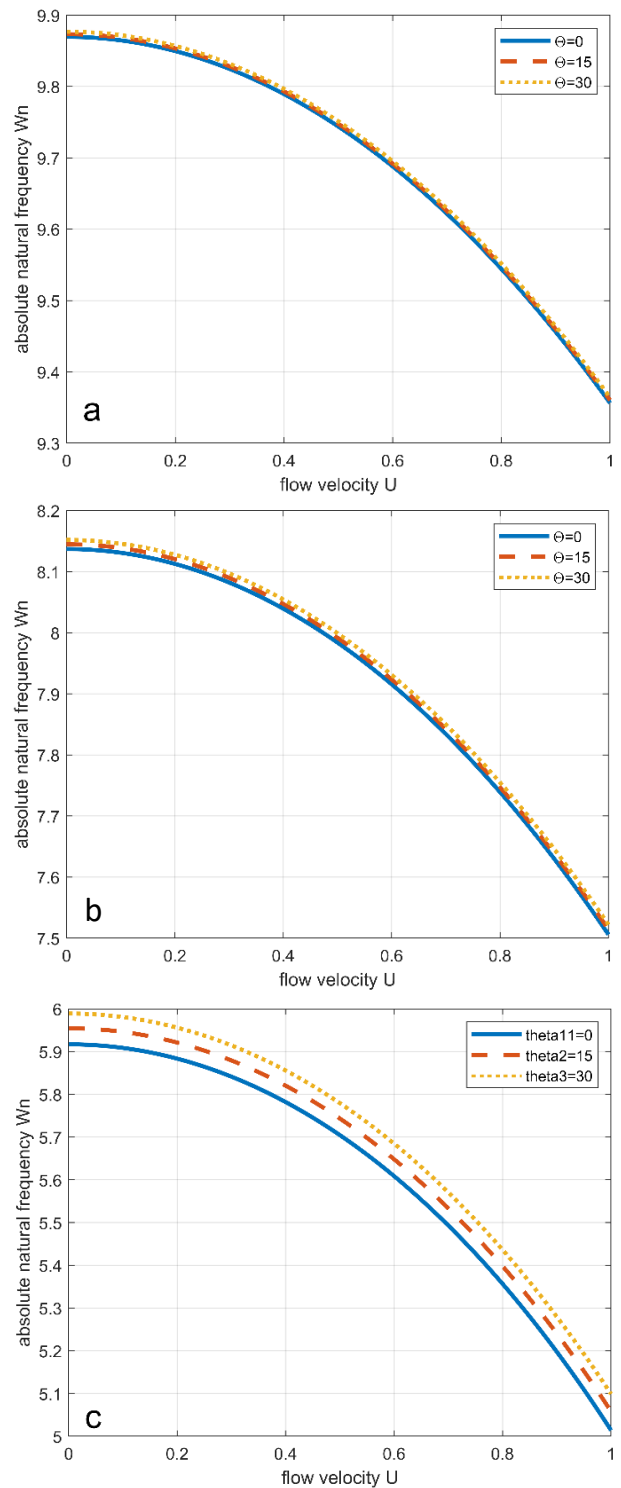 9.9
9.8
9.7
9.6
9.5
9.4
9.3
absolute natural frequency Wn
Θ=0
Θ=15
Θ=30
a
0 0.2 0.4 0.6 0.8 1
flow velocity U
8.2
8.1
8
7.9
7.8
7.7
7.6
7.5
absolute natural frequency Wn
Θ=0
Θ=15
Θ=30
b
0 0.2 0.4 0.6 0.8 1
flow velocity U
6
5.9
5.8
5.7
5.6
5.5
5.4
5.3
5.2
5.1
5
absolute natural frequency Wn
theta11=0
theta2=15
theta3=30
c
0 0.2 0.4 0.6 0.8 1
flow velocity U